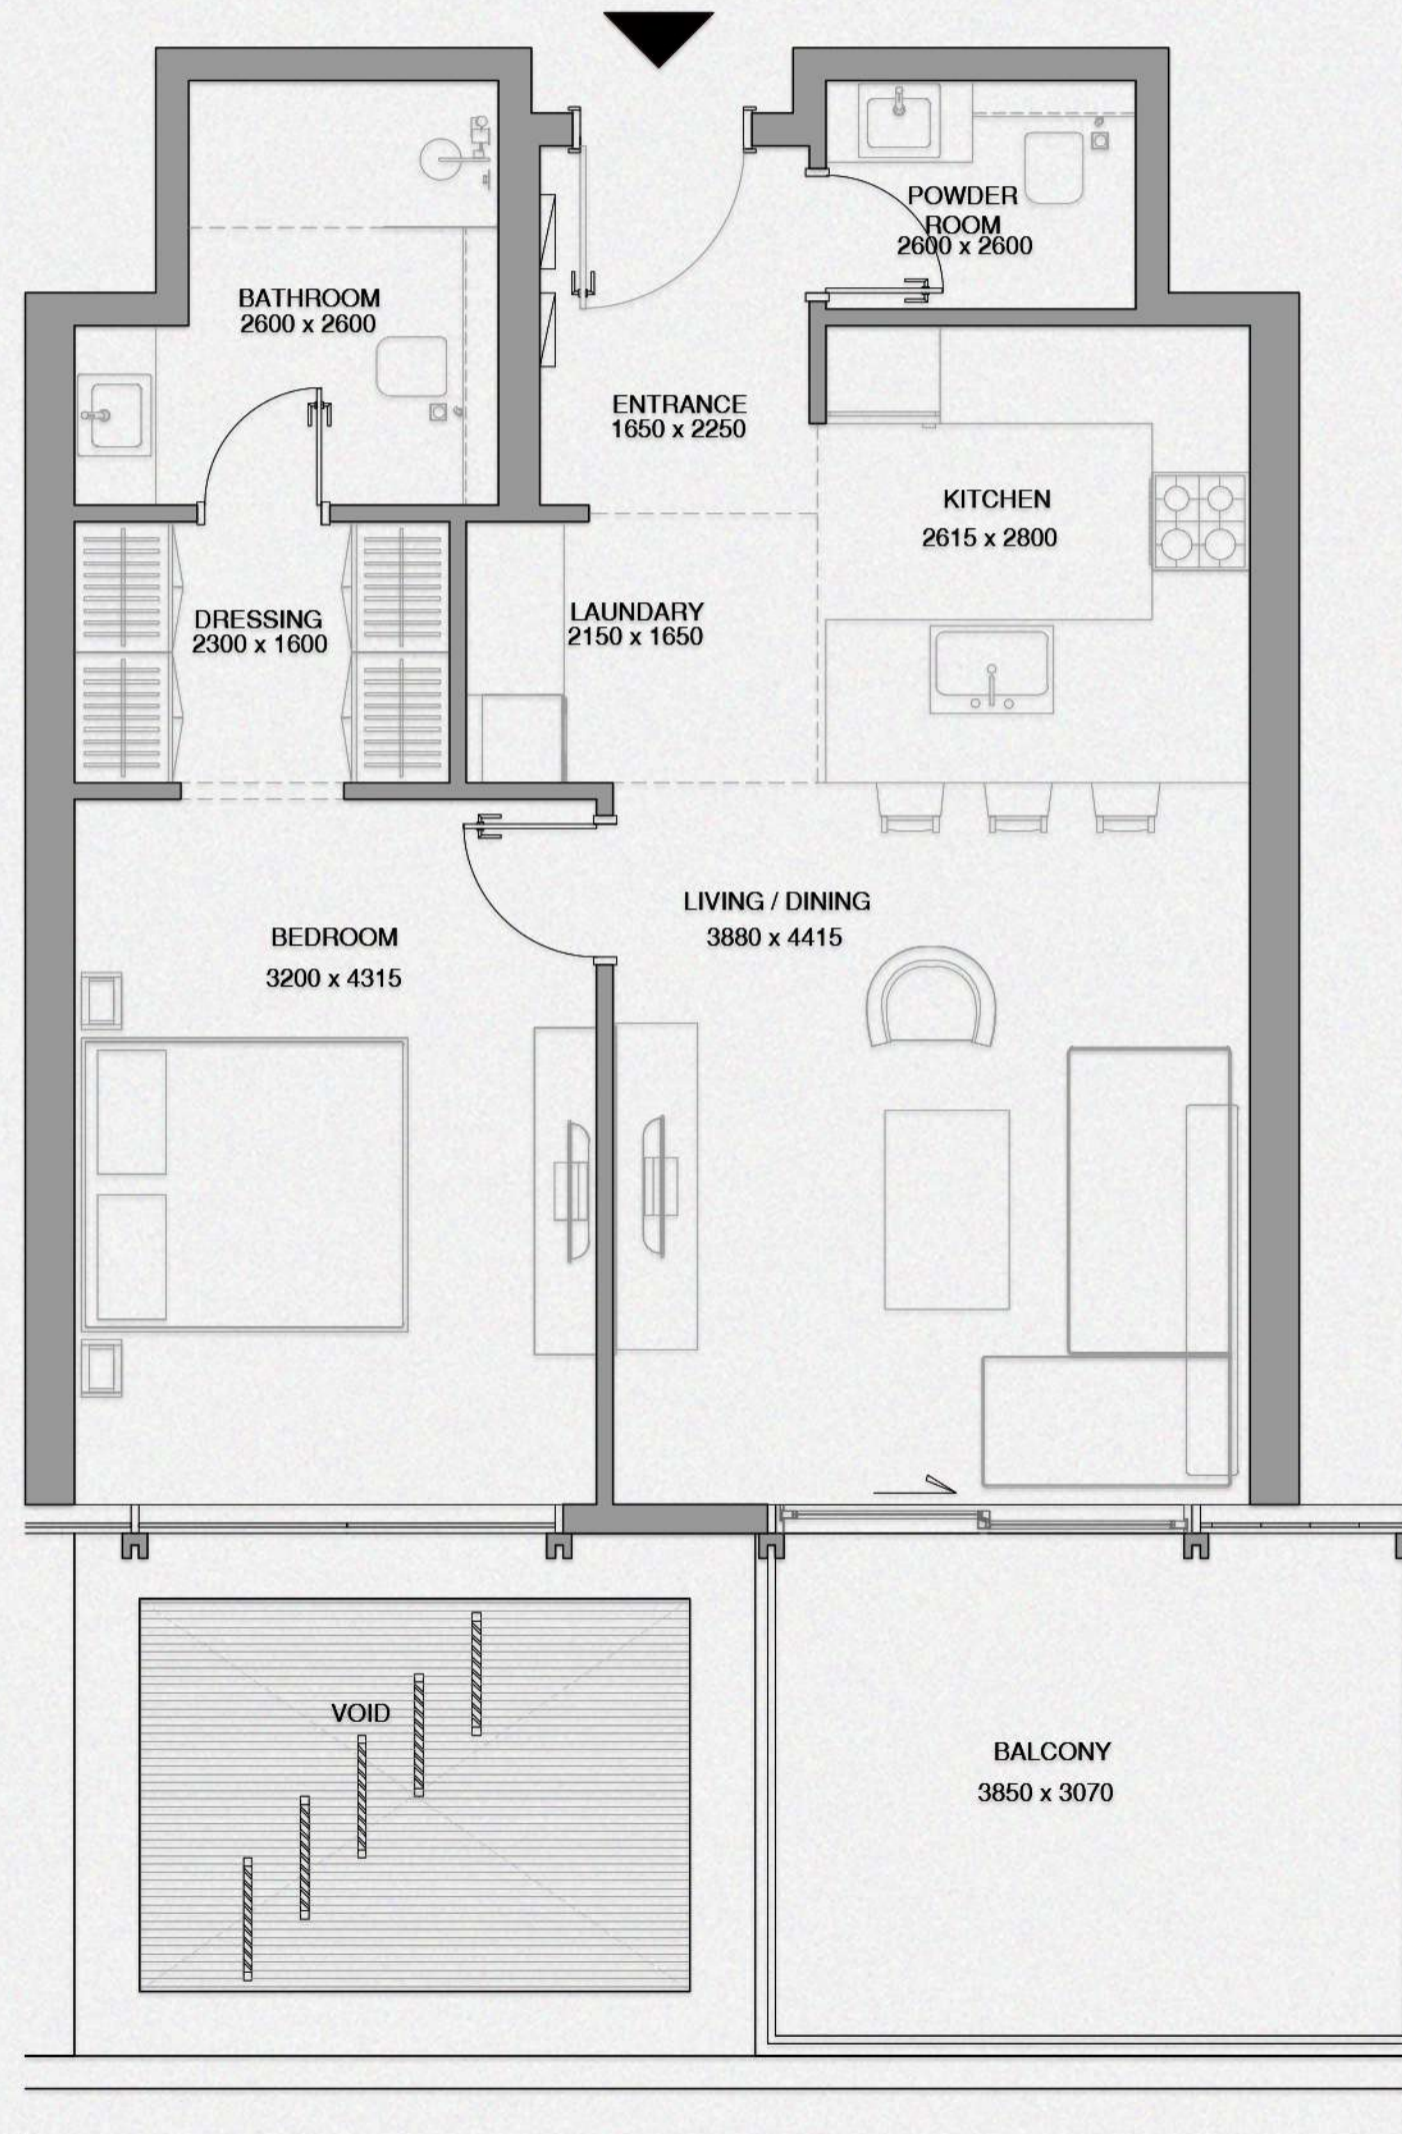 POWDER
ROOM
2600 x 2600
BATHROOM
2600 x 2600
ENTRANCE
1650 x 2250
KITCHEN
2615 x 2800
DRESSING
2300 x 1600
LAUNDARY
2150 x 1650
LIVING / DINING
3880 x 4415
BEDROOM
3200 x 4315
VOID
BALCONY
3850 x 3070